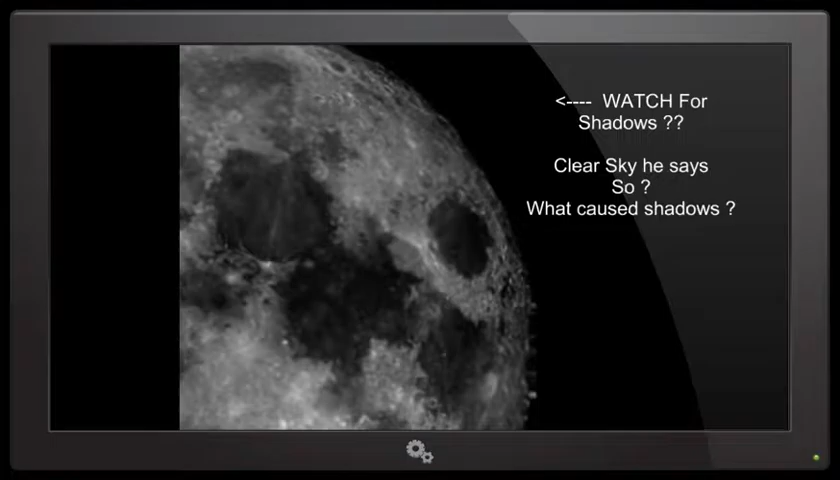 <---- WATCH For
Shadows ??
Clear Sky he says
So ?
What caused shadows ?